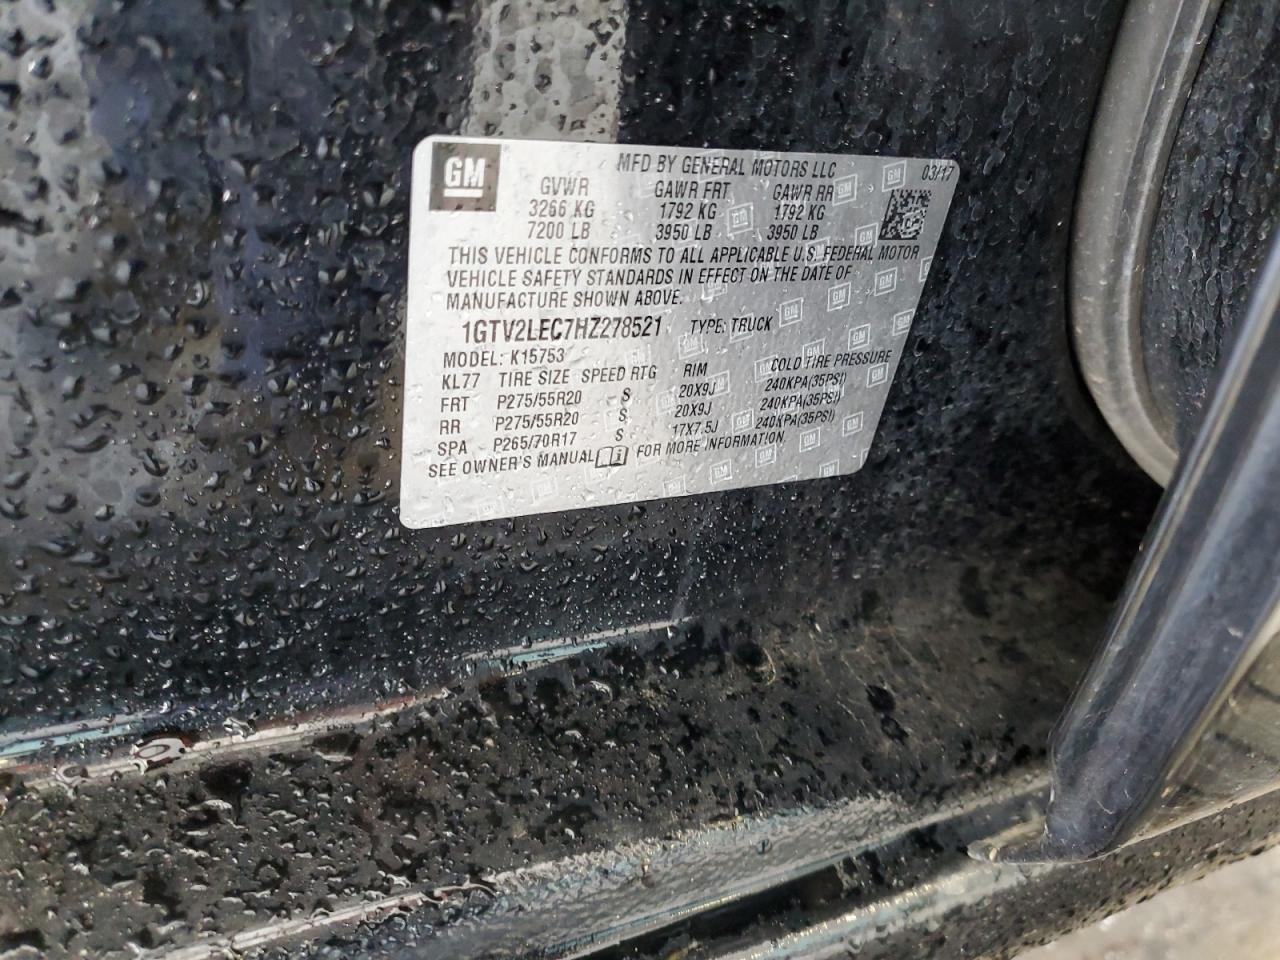 GM MFD BY GENERAL MOTORS LLC 03/17
GVWR GAWR FRT GAWR RR
3266 KG 1792 KG 1792 KG
7200 LB 3950 LB 3950 LB
THIS VEHICLE CONFORMS TO ALL APPLICABLE U.S. FEDERAL MOTOR
VEHICLE SAFETY STANDARDS IN EFFECT ON THE DATE OF
MANUFACTURE SHOWN ABOVE.
1GTV2LEC7HZ278521 TYPE: TRUCK
MODEL: K15753
KL77 TIRE SIZE SPEED RTG RIM COLD TIRE PRESSURE
FRT P275/55R20 S 20X9J 240KPA(35PSI)
RR P275/55R20 S 20X9J 240KPA(35PSI)
SPA P265/70R17 S 17X7.5J 240KPA(35PSI)
SEE OWNER'S MANUAL FOR MORE INFORMATION.